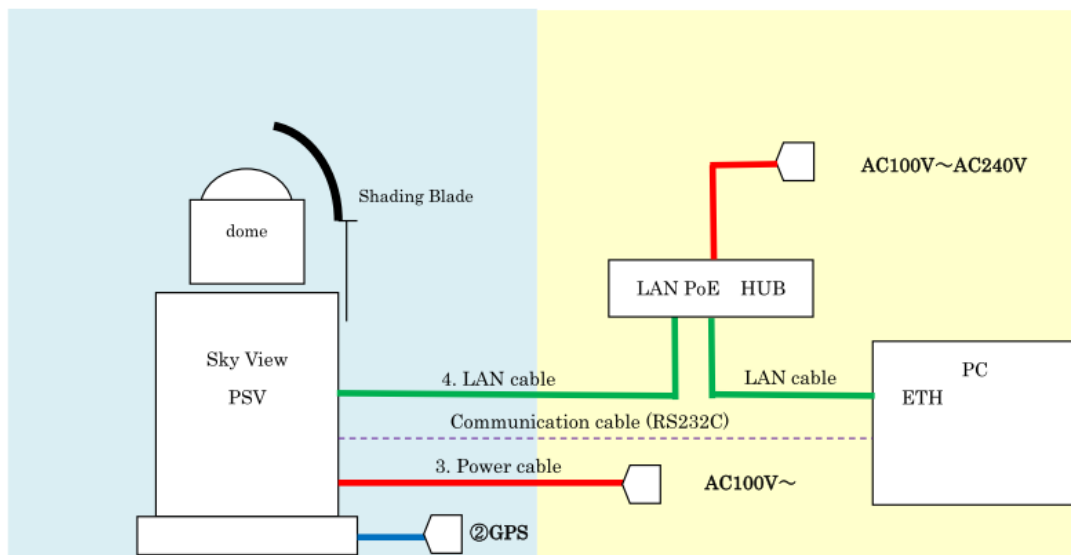 AC100V～AC240V
Shading Blade
dome
LAN PoE HUB
Sky View
PSV
4. LAN cable
LAN cable
PC
ETH
Communication cable (RS232C)
3. Power cable
AC100V～
②GPS